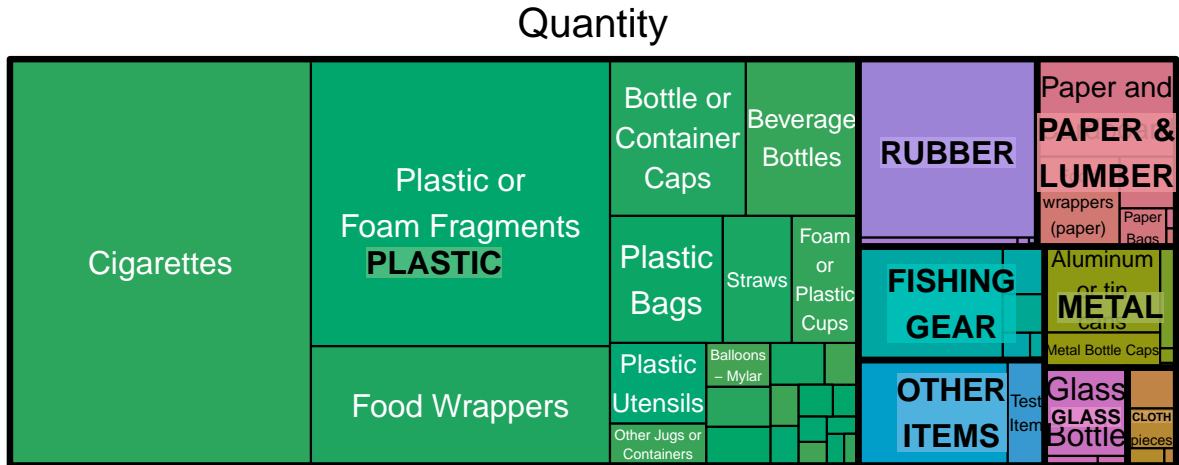 Quantity
Cigarettes
Plastic or
Foam Fragments
PLASTIC
Food Wrappers
Bottle or
Container
Caps
Beverage
Bottles
Plastic
Bags
Straws
Foam
or
Plastic
Cups
Plastic
Utensils
Balloons
– Mylar
Other Jugs or
Containers
RUBBER
Paper and
PAPER &
LUMBER
wrappers
(paper)
Paper
Bags
FISHING
GEAR
Aluminum
or tin
cans
METAL
Metal Bottle Caps
OTHER
ITEMS
Test
Item
Glass
GLASS
Bottle
CLOTH
pieces